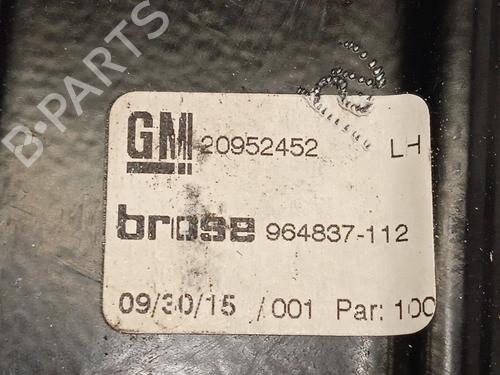 B-PARTS
GM 20952452 LH
brose 964837-112
09/30/15 /001 Par: 100